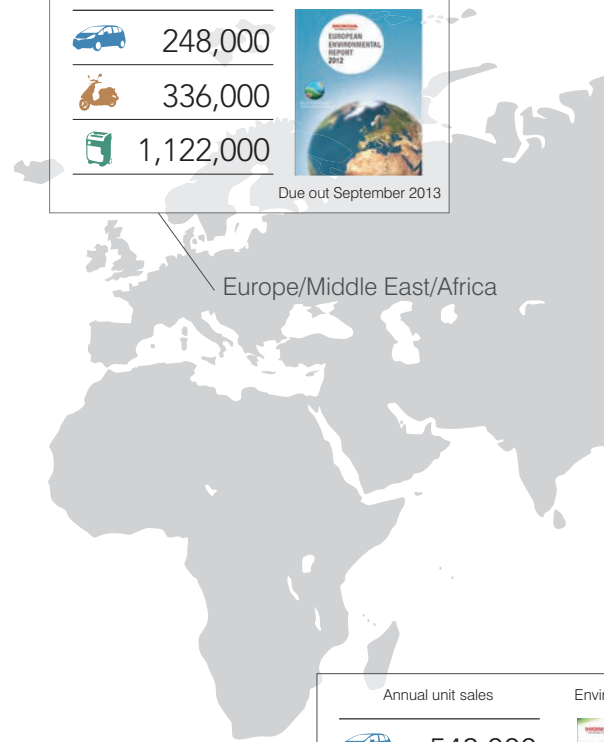 248,000
HONDA
EUROPEAN
ENVIRONMENTAL
REPORT
2012
336,000
1,122,000
Due out September 2013
Europe/Middle East/Africa
Annual unit sales